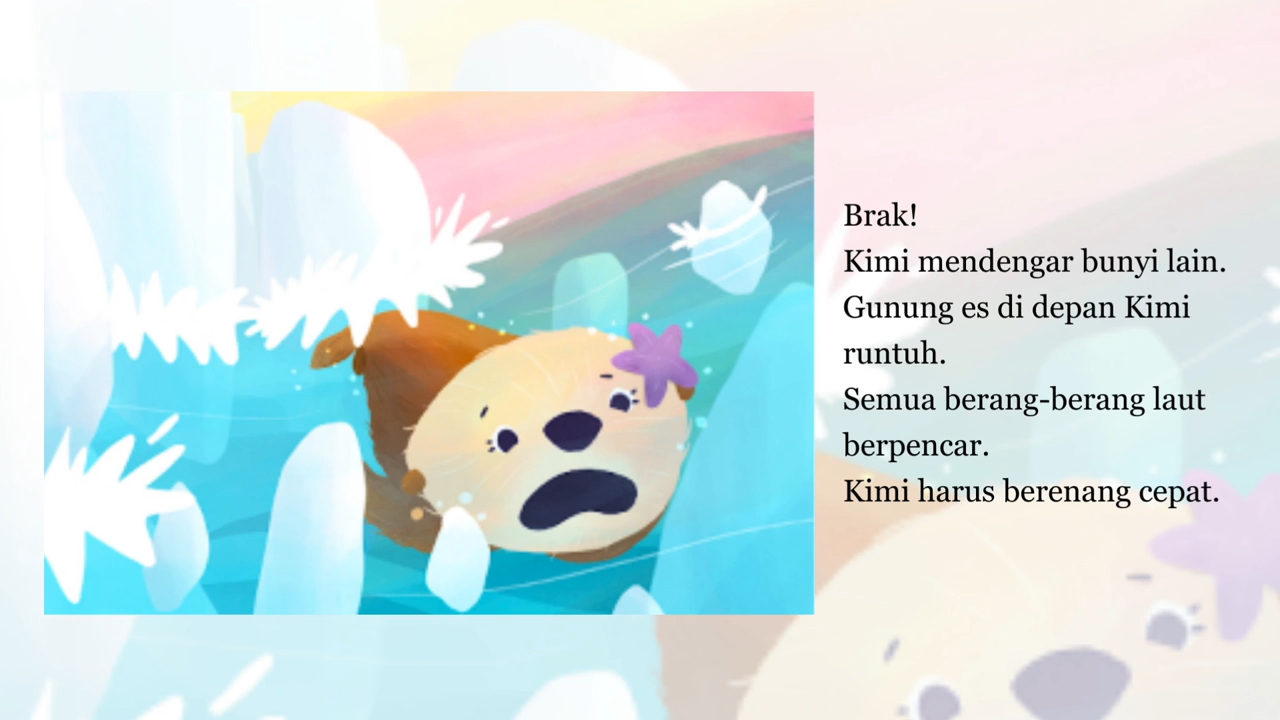 Brak!
Kimi mendengar bunyi lain.
Gunung es di depan Kimi
runtuh.
Semua berang-berang laut
berpencar.
Kimi harus berenang cepat.